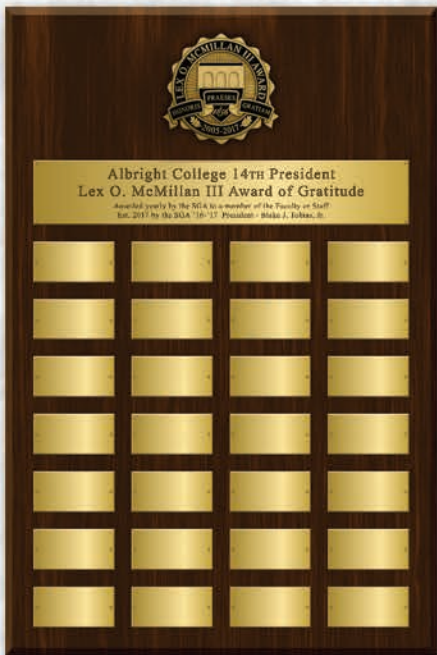 LEX O. MCMILLAN III AWARD
HONORIS PRAESES GRATIAM
2005-2017
Albright College 14TH President
Lex O. McMillan III Award of Gratitude
Awarded yearly by the SGA to a member of the Faculty or Staff
Est. 2017 by the SGA '16-'17 President - Blake J. Tobias, Jr.